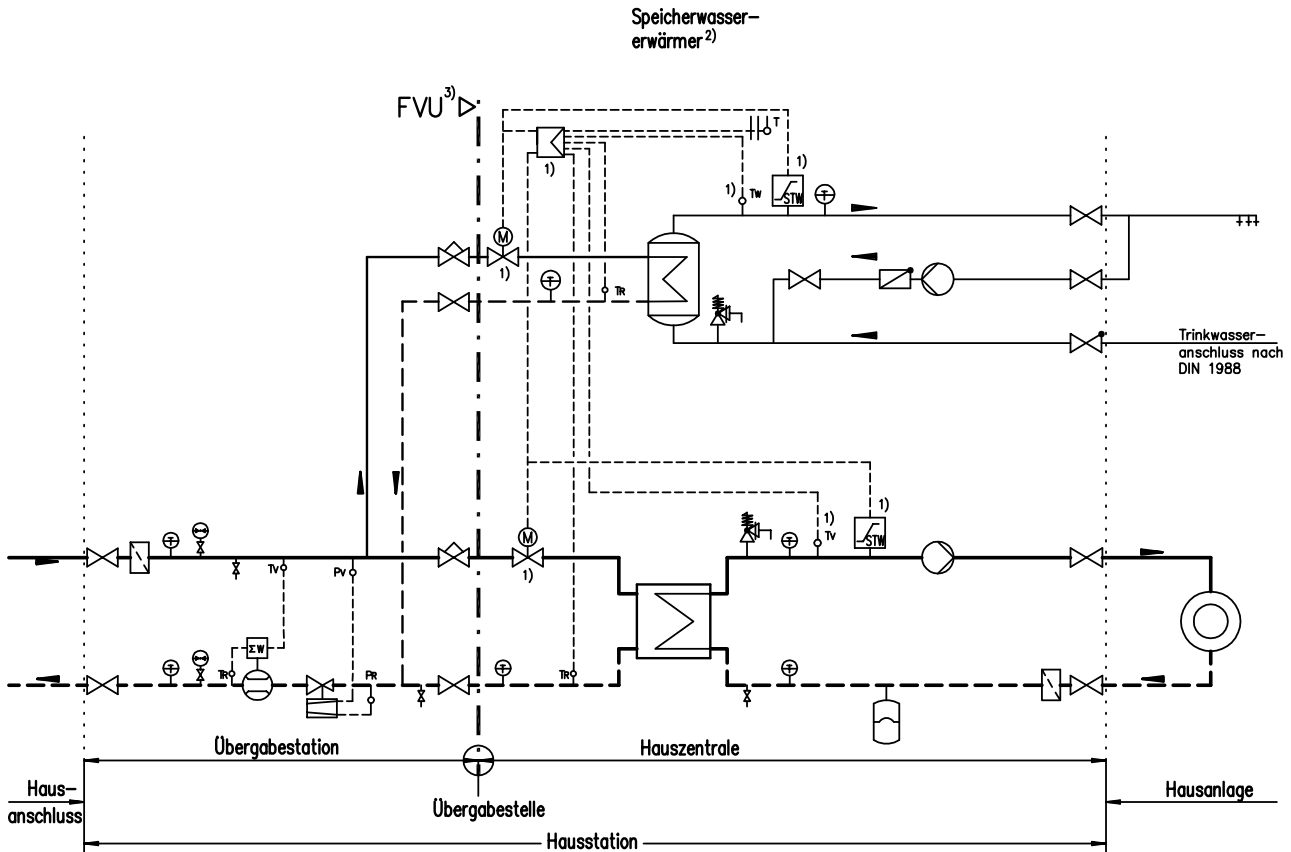 Speicherwasser-
erwärmer 2)
FVU 3)
T
1)
1)
1) TW
STW
T
M
1)
T
TR
Trinkwasser-
anschluss nach
DIN 1988
1)
1)
TV
STW
M
1)
T
T
TV
PV
ΣW
T
TR
PR
T
TR
T
Übergabestation
Hauszentrale
Haus-
anschluss
Übergabestelle
Hausanlage
Hausstation